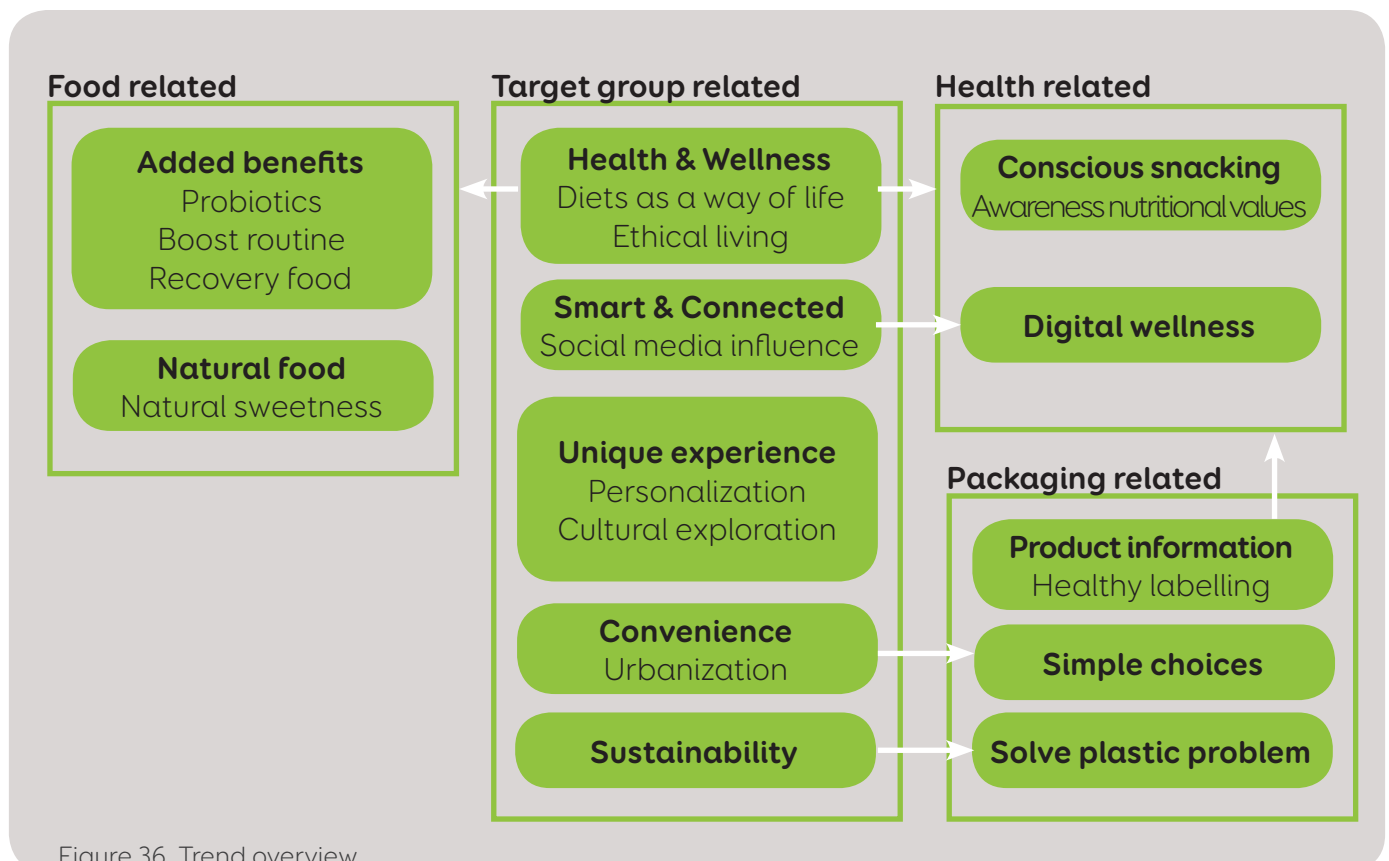 Food related
Added benefits
Probiotics
Boost routine
Recovery food
Natural food
Natural sweetness
Target group related
Health & Wellness
Diets as a way of life
Ethical living
Smart & Connected
Social media influence
Unique experience
Personalization
Cultural exploration
Convenience
Urbanization
Sustainability
Health related
Conscious snacking
Awareness nutritional values
Digital wellness
Packaging related
Product information
Healthy labelling
Simple choices
Solve plastic problem
Figure 36. Trend overview